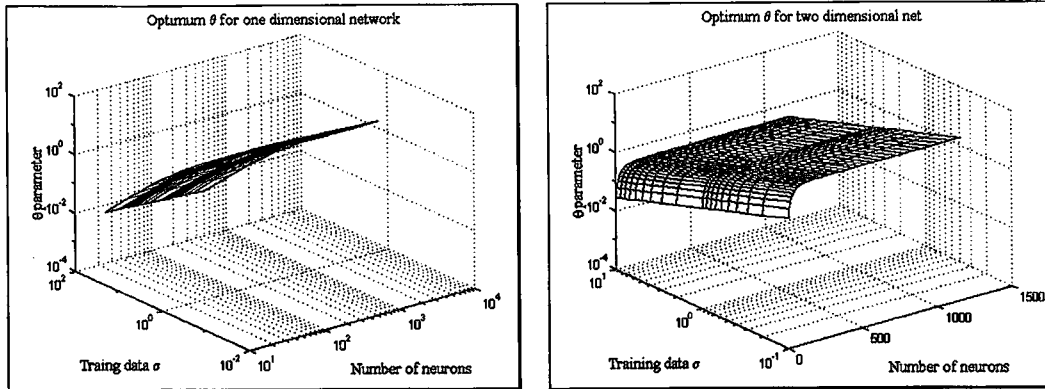 Optimum θ for one dimensional network
10^2
10^0
10^-2
10^-4
θ parameter
10^2
10^0
10^-2
Traing data σ
10^1
10^2
10^3
10^4
Number of neurons
Optimum θ for two dimensional net
10^2
10^0
10^-2
10^-4
θ parameter
10^1
10^0
10^-1
Training data σ
0
500
1000
1500
Number of neurons